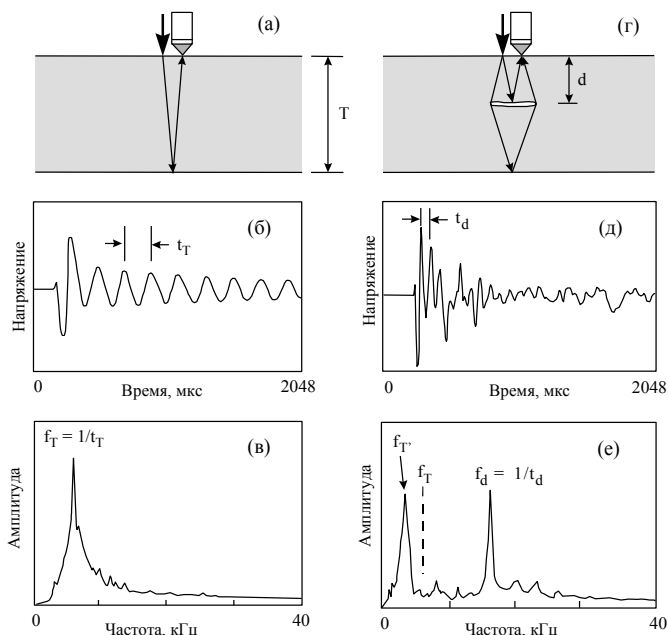 (а)
T
(г)
d
(б)
t_T
Напряжение
0
Время, мкс
2048
(д)
t_d
Напряжение
0
Время, мкс
2048
(в)
f_T = 1/t_T
Амплитуда
0
Частота, кГц
40
(е)
f_T'
f_T
f_d = 1/t_d
Амплитуда
0
Частота, кГц
40